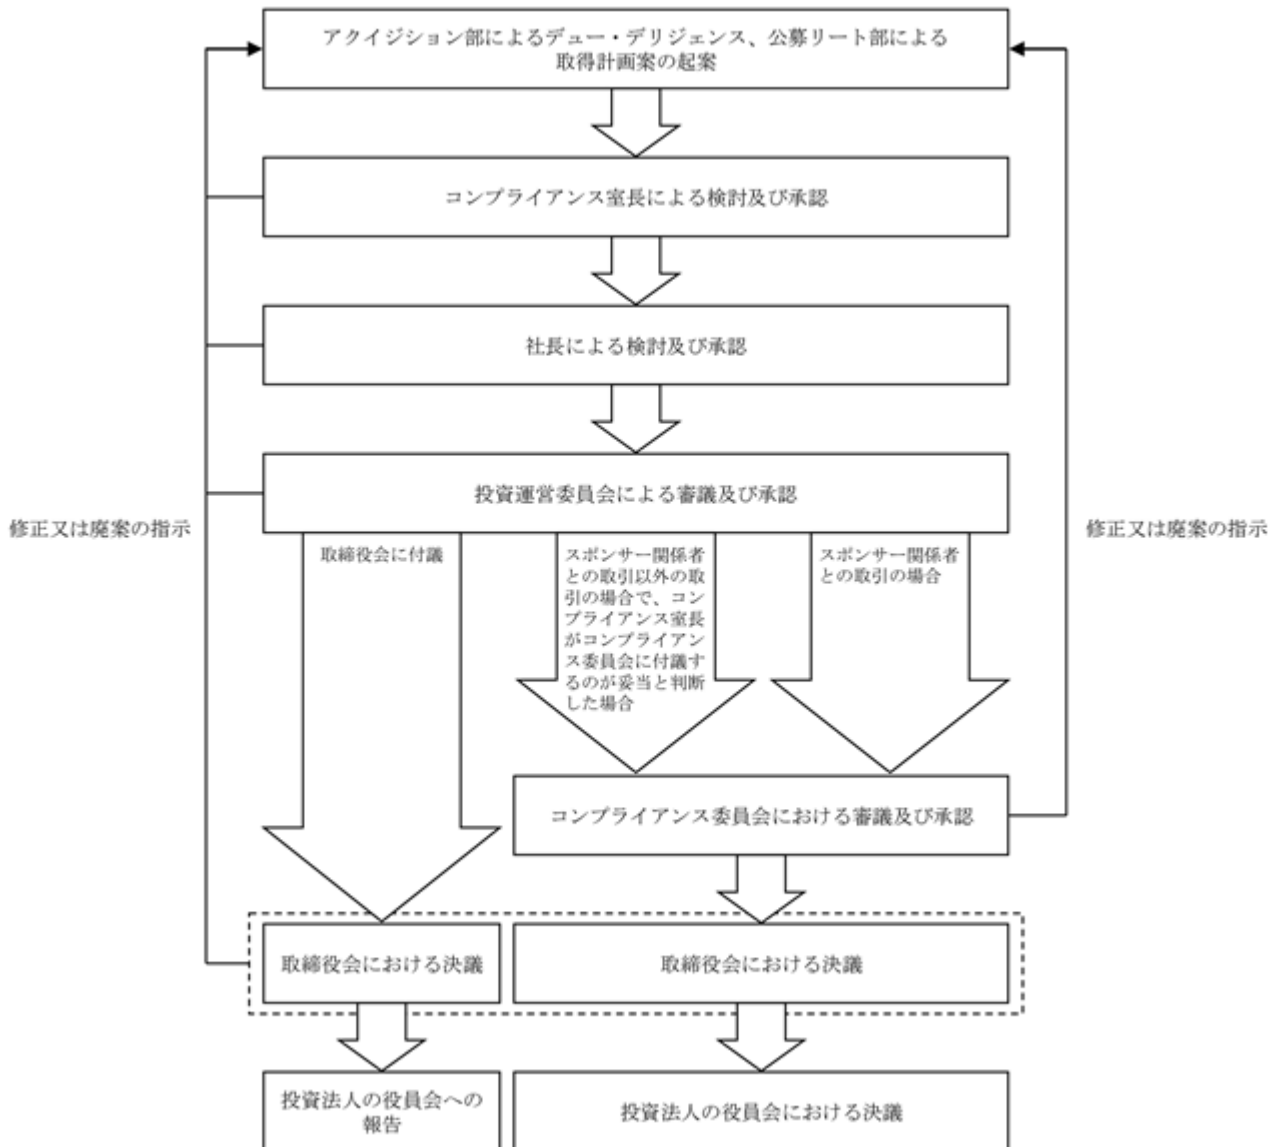 アクイジション部によるデュー・デリジェンス、公募リート部による
取得計画案の起案
コンプライアンス室長による検討及び承認
社長による検討及び承認
投資運営委員会による審議及び承認
修正又は廃案の指示
修正又は廃案の指示
取締役会に付議
スポンサー関係者
との取引以外の取
引の場合で、コン
プライアンス室長
がコンプライアン
ス委員会に付議す
るのが妥当と判断
した場合
スポンサー関係者
との取引の場合
コンプライアンス委員会における審議及び承認
取締役会における決議
取締役会における決議
投資法人の役員会への
報告
投資法人の役員会における決議